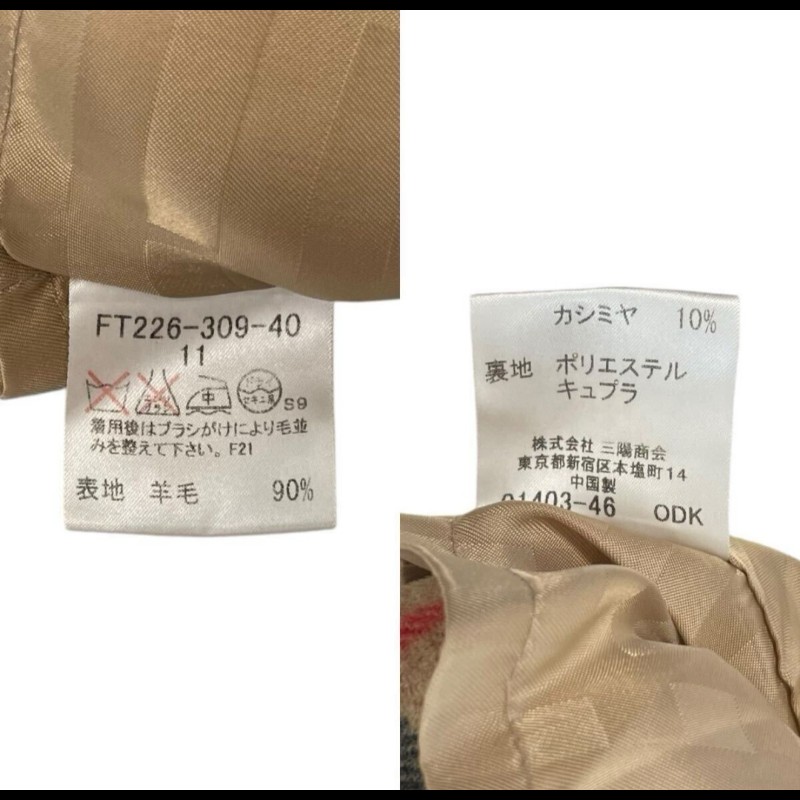 FT226-309-40
11
中 S9
着用後はブラシがけにより毛並
みを整えて下さい。F21
表地 羊毛 90%
カシミヤ 10%
裏地 ポリエステル
キュプラ
株式会社 三陽商会
東京都新宿区本塩町14
中国製
01403-46 ODK